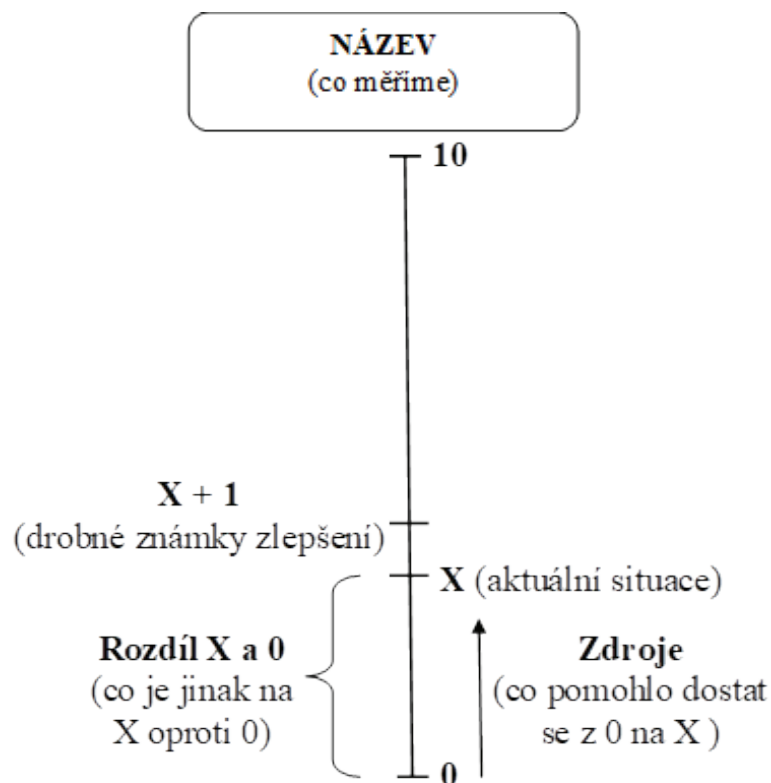 NÁZEV
(co měříme)
10
X + 1
(drobné známky zlepšení)
X (aktuální situace)
Rozdíl X a 0
(co je jinak na
X oproti 0)
Zdroje
(co pomohlo dostat
se z 0 na X )
0